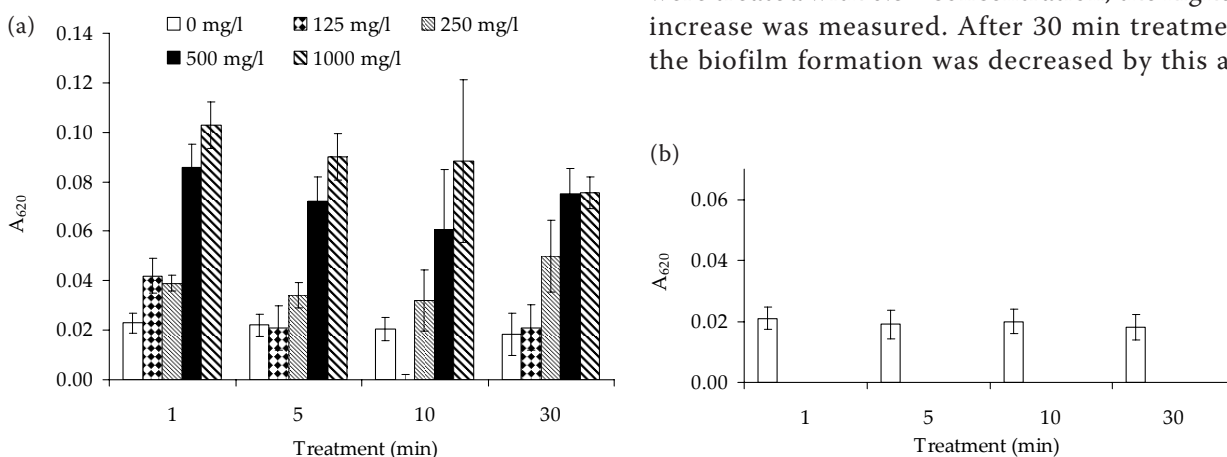 (a)
0 mg/l 125 mg/l 250 mg/l
500 mg/l 1000 mg/l
0.14
0.12
0.10
0.08
0.06
0.04
0.02
0.00
A620
1 5 10 30
Treatment (min)
increase was measured. After 30 min treatme
the biofilm formation was decreased by this a
(b)
0.06
0.04
0.02
0.00
A620
1 5 10 30
Treatment (min)